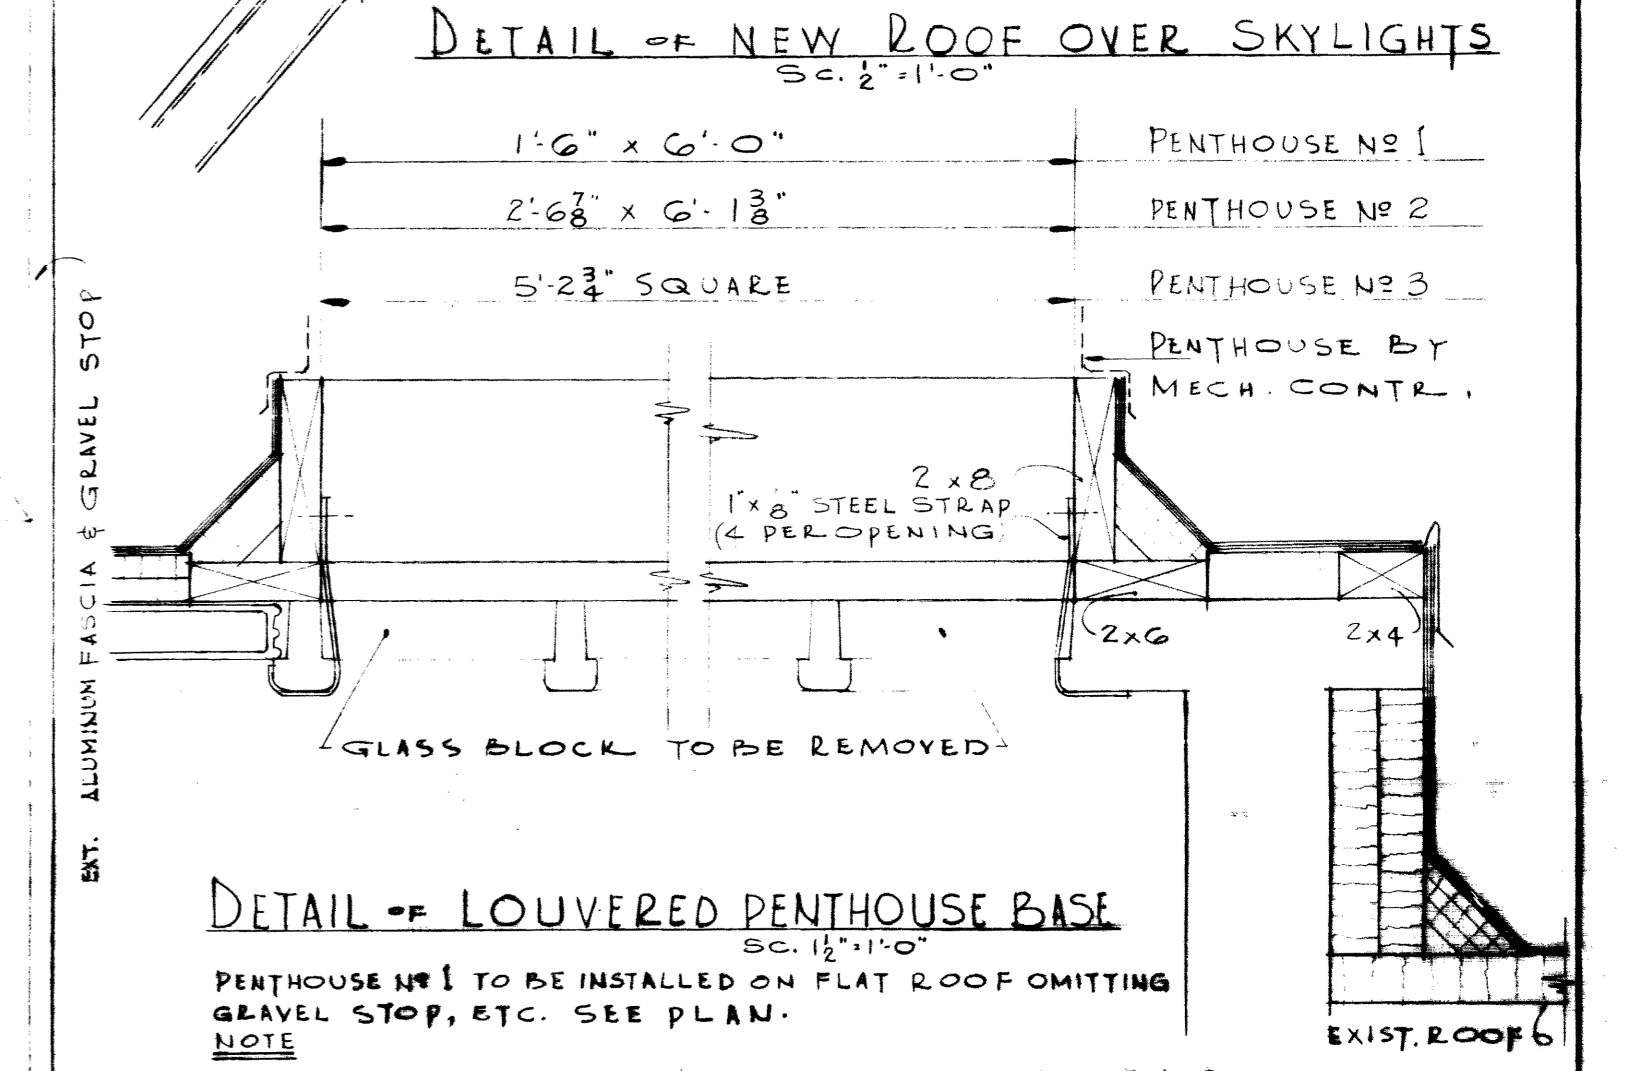 DETAIL OF NEW ROOF OVER SKYLIGHTS
SC. 1/2" = 1'-0"
1'-6" x 6'-0" PENTHOUSE Nº 1
2'-6 7/8" x 6'-1 3/8" PENTHOUSE Nº 2
5'-2 3/4" SQUARE PENTHOUSE Nº 3
PENTHOUSE BY
MECH. CONTR.
EXT. ALUMINUM FASCIA & GRAVEL STOP
2 x 8
1" x 1/8" STEEL STRAP
(4 PER OPENING)
2x6
2x4
GLASS BLOCK TO BE REMOVED
DETAIL OF LOUVERED PENTHOUSE BASE
SC. 1 1/2" = 1'-0"
PENTHOUSE Nº 1 TO BE INSTALLED ON FLAT ROOF OMITTING
GRAVEL STOP, ETC. SEE PLAN.
NOTE
EXIST. ROOF